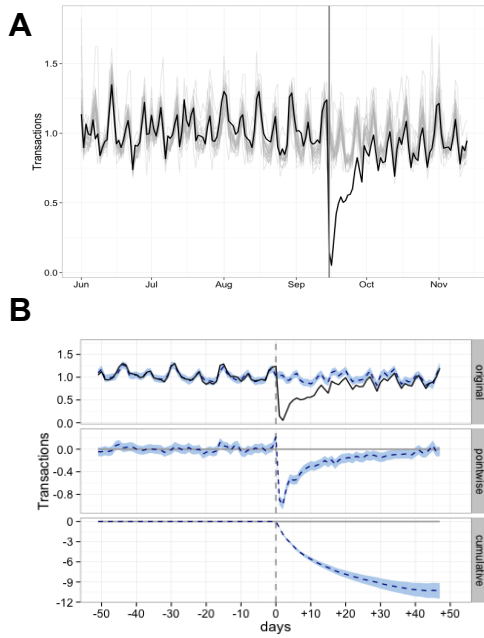 A
Transactions
1.5
1.0
0.5
0.0
Jun Jul Aug Sep Oct Nov
B
Transactions
1.5
1.0
0.5
0.0
original
0.0
-0.4
-0.8
pointwise
0
-3
-6
-9
-12
cumulative
-50 -40 -30 -20 -10 0 +10 +20 +30 +40 +50
days